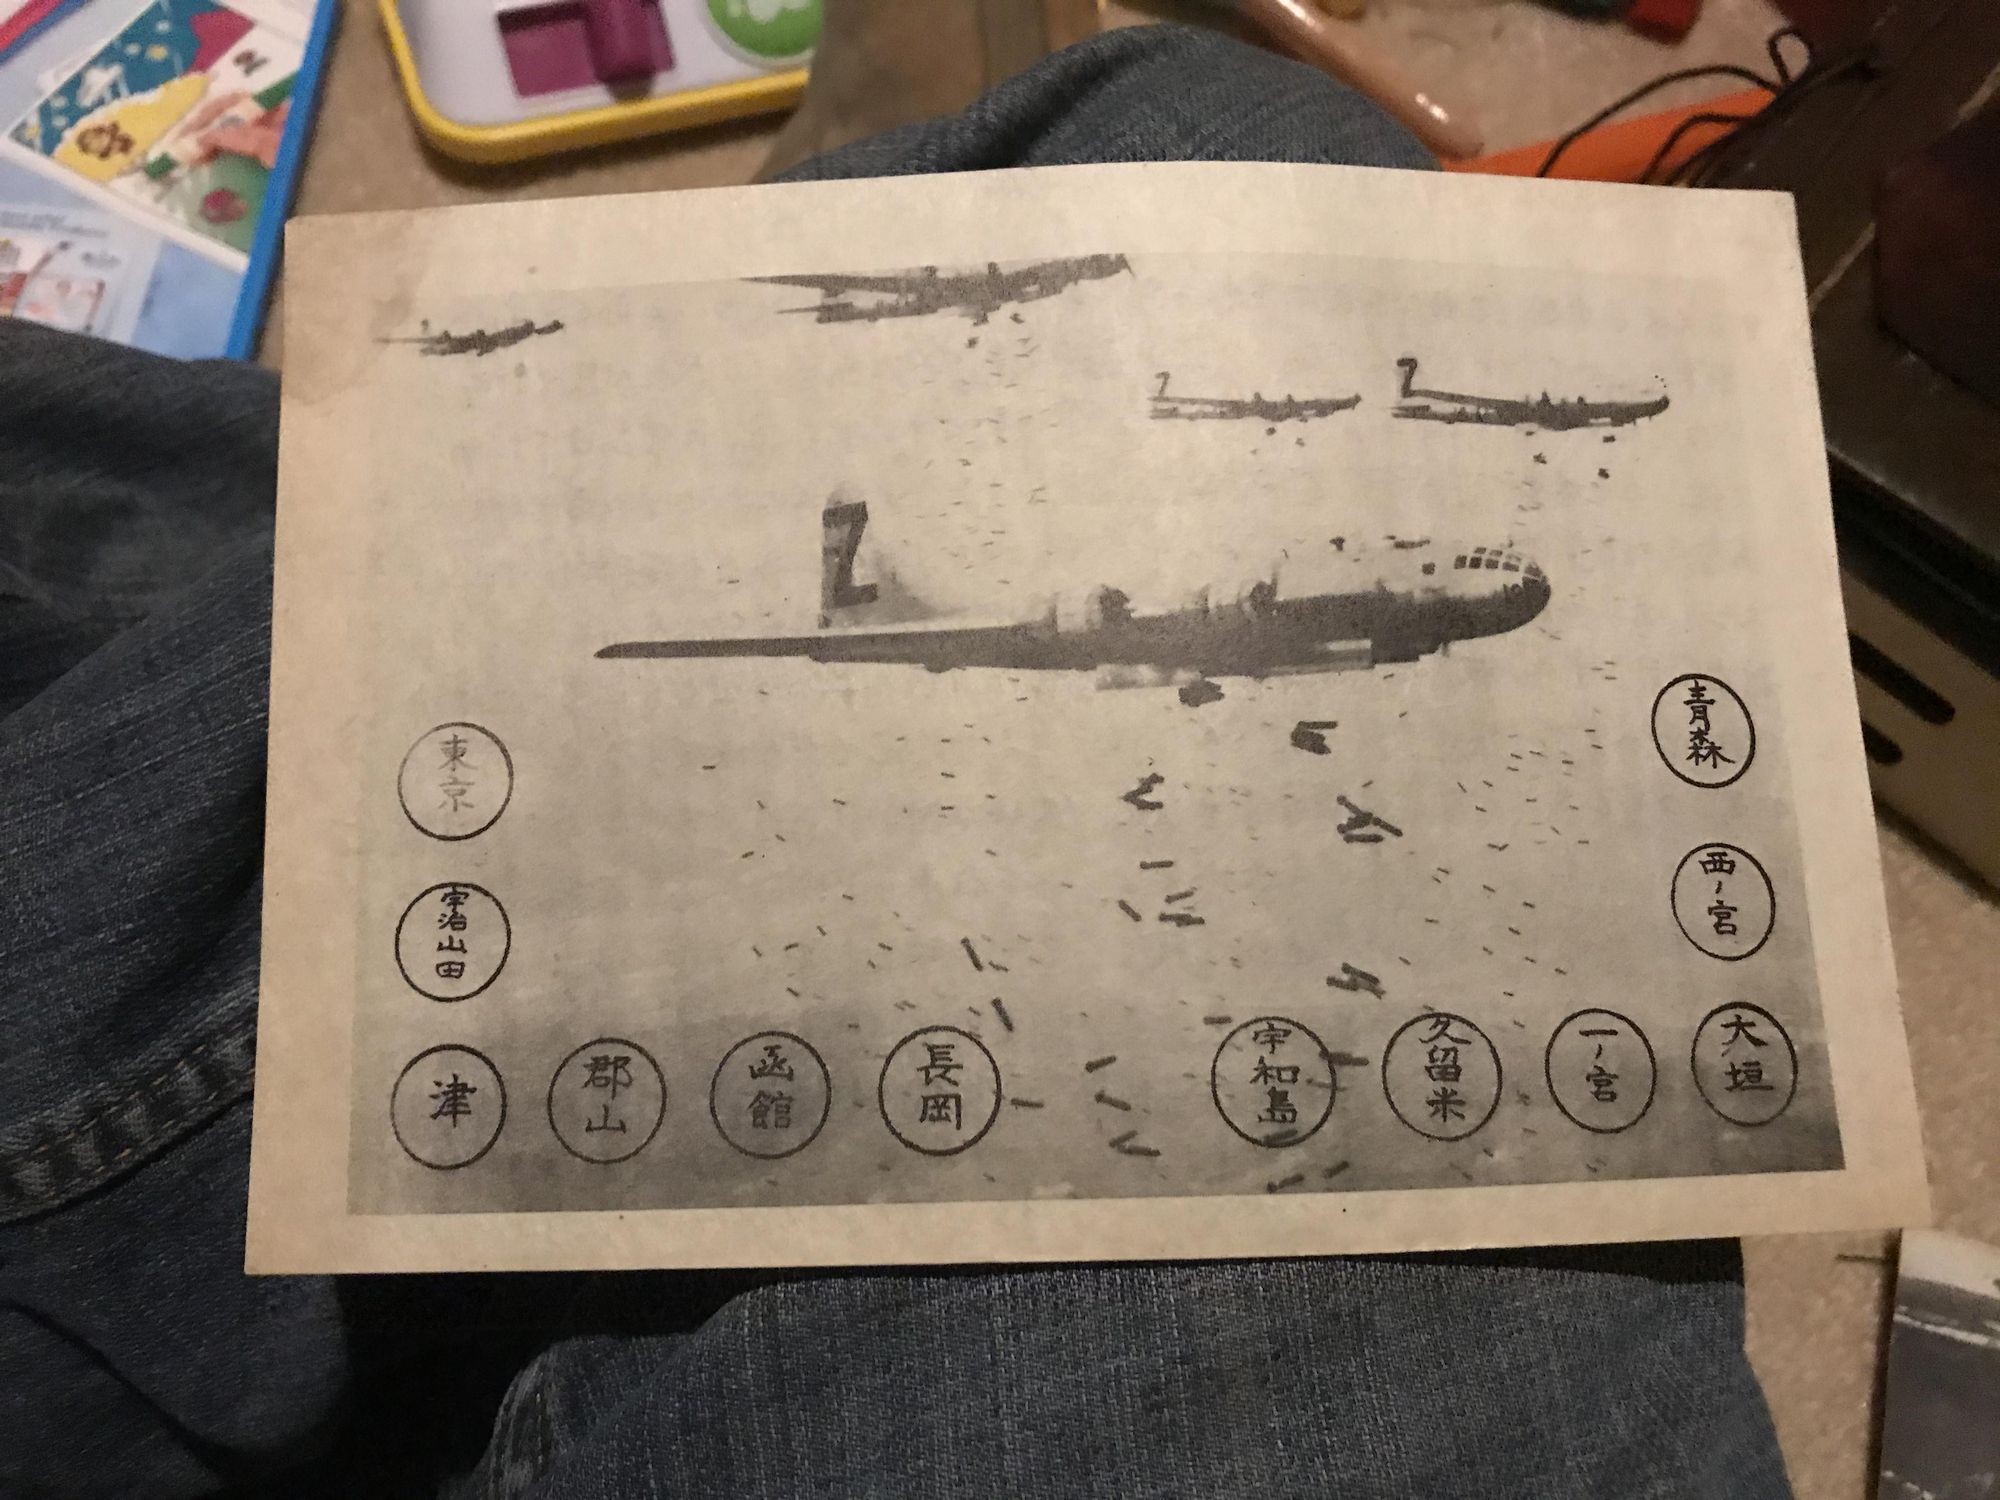 Z
Z
Z
東京
宇治山田
津
郡山
函館
長岡
宇和島
久留米
一ノ宮
大垣
西ノ宮
青森